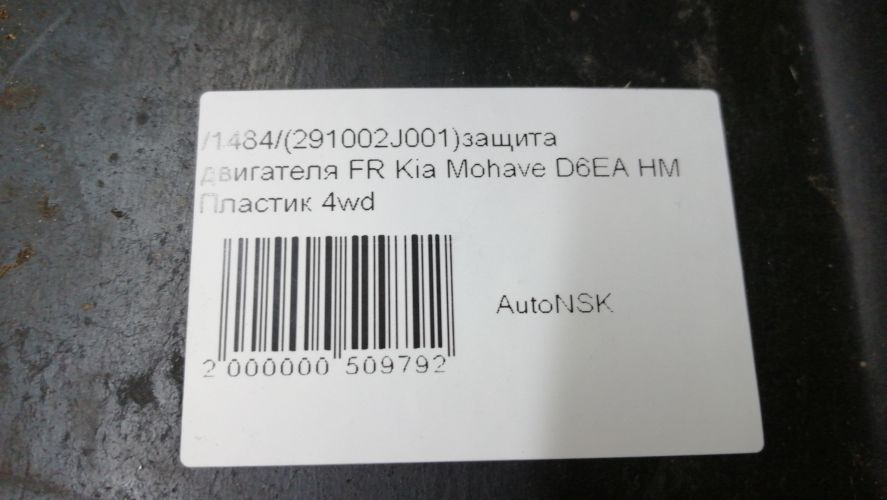 /1484/(291002J001)защита
двигателя FR Kia Mohave D6EA HM
Пластик 4wd
AutoNSK
2 000000 509792